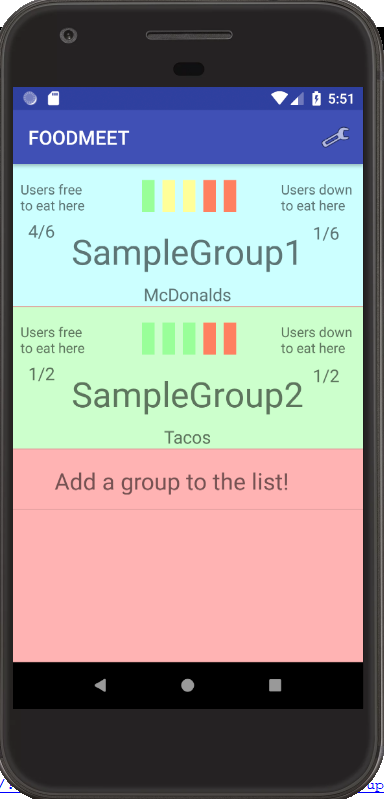 5:51
FOODMEET
Users free
to eat here
4/6
Users down
to eat here
1/6
SampleGroup1
McDonalds
Users free
to eat here
1/2
Users down
to eat here
1/2
SampleGroup2
Tacos
Add a group to the list!